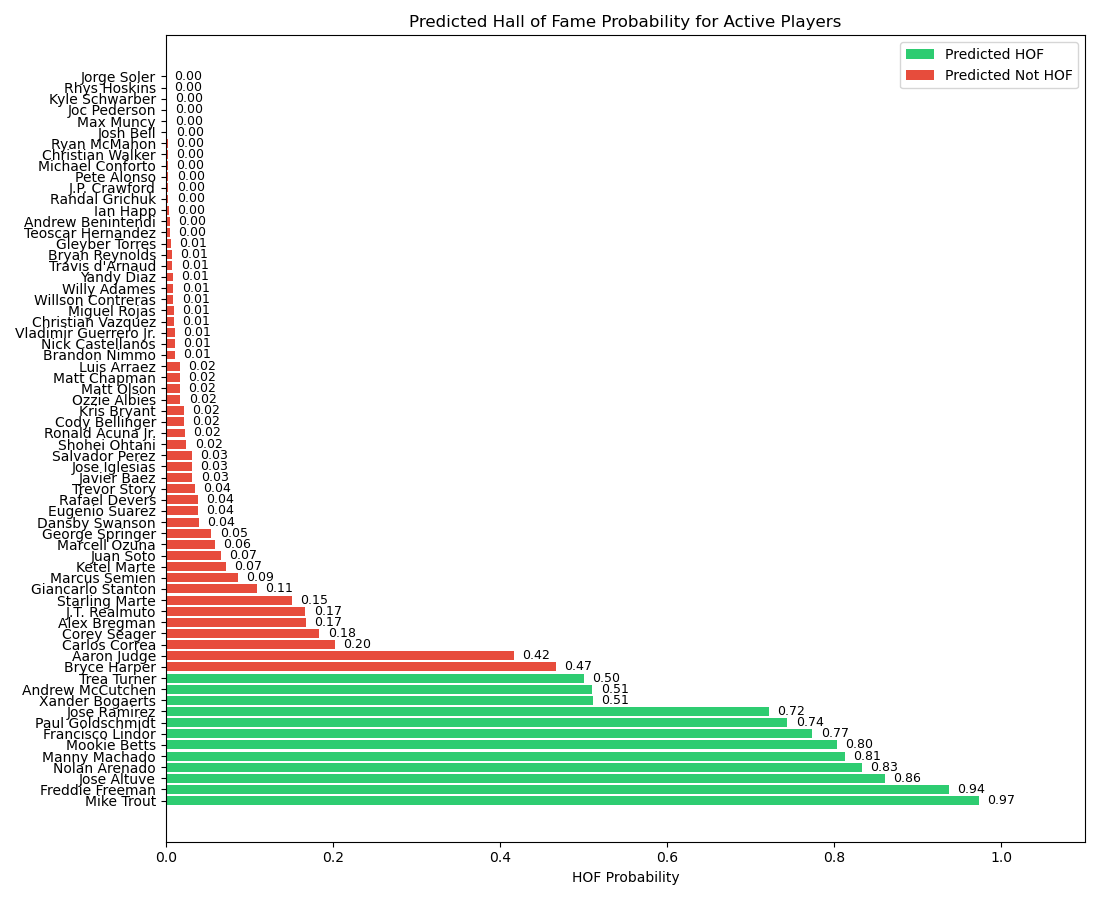 Predicted Hall of Fame Probability for Active Players
Predicted HOF
Predicted Not HOF
Jorge Soler 0.00
Rhys Hoskins 0.00
Kyle Schwarber 0.00
Joc Pederson 0.00
Max Muncy 0.00
Josh Bell 0.00
Ryan McMahon 0.00
Christian Walker 0.00
Michael Conforto 0.00
Pete Alonso 0.00
J.P. Crawford 0.00
Randal Grichuk 0.00
Ian Happ 0.00
Andrew Benintendi 0.00
Teoscar Hernandez 0.00
Gleyber Torres 0.01
Bryan Reynolds 0.01
Travis d'Arnaud 0.01
Yandy Diaz 0.01
Willy Adames 0.01
Willson Contreras 0.01
Miguel Rojas 0.01
Christian Vazquez 0.01
Vladimir Guerrero Jr. 0.01
Nick Castellanos 0.01
Brandon Nimmo 0.01
Luis Arraez 0.02
Matt Chapman 0.02
Matt Olson 0.02
Ozzie Albies 0.02
Kris Bryant 0.02
Cody Bellinger 0.02
Ronald Acuna Jr. 0.02
Shohei Ohtani 0.02
Salvador Perez 0.03
Jose Iglesias 0.03
Javier Baez 0.03
Trevor Story 0.04
Rafael Devers 0.04
Eugenio Suarez 0.04
Dansby Swanson 0.04
George Springer 0.05
Marcell Ozuna 0.06
Juan Soto 0.07
Ketel Marte 0.07
Marcus Semien 0.09
Giancarlo Stanton 0.11
Starling Marte 0.15
J.T. Realmuto 0.17
Alex Bregman 0.17
Corey Seager 0.18
Carlos Correa 0.20
Aaron Judge 0.42
Bryce Harper 0.47
Trea Turner 0.50
Andrew McCutchen 0.51
Xander Bogaerts 0.51
Jose Ramirez 0.72
Paul Goldschmidt 0.74
Francisco Lindor 0.77
Mookie Betts 0.80
Manny Machado 0.81
Nolan Arenado 0.83
Jose Altuve 0.86
Freddie Freeman 0.94
Mike Trout 0.97
0.0 0.2 0.4 0.6 0.8 1.0
HOF Probability